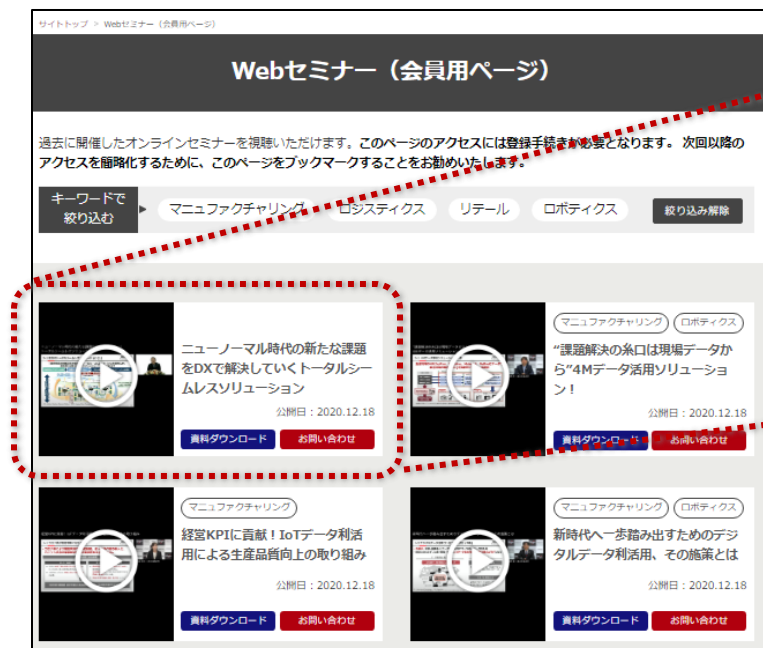 サイトトップ > Webセミナー（会員用ページ）
Webセミナー（会員用ページ）
過去に開催したオンラインセミナーを視聴いただけます。このページのアクセスには登録手続きが必要となります。 次回以降の
アクセスを簡略化するために、このページをブックマークすることをお勧めいたします。
キーワードで
絞り込む
マニュファクチャリング
ロジスティクス
リテール
ロボティクス
絞り込み解除
ニューノーマル時代の新たな課題
をDXで解決していくトータルシー
ムレスソリューション
公開日：2020.12.18
資料ダウンロード
お問い合わせ
マニュファクチャリング
ロボティクス
“課題解決の糸口は現場データか
ら”4Mデータ活用ソリューショ
ン！
公開日：2020.12.18
資料ダウンロード
お問い合わせ
マニュファクチャリング
経営KPIに貢献！IoTデータ利活
用による生産品質向上の取り組み
公開日：2020.12.18
資料ダウンロード
お問い合わせ
マニュファクチャリング
ロボティクス
新時代へ一歩踏み出すためのデジ
タルデータ利活用、その施策とは
公開日：2020.12.18
資料ダウンロード
お問い合わせ